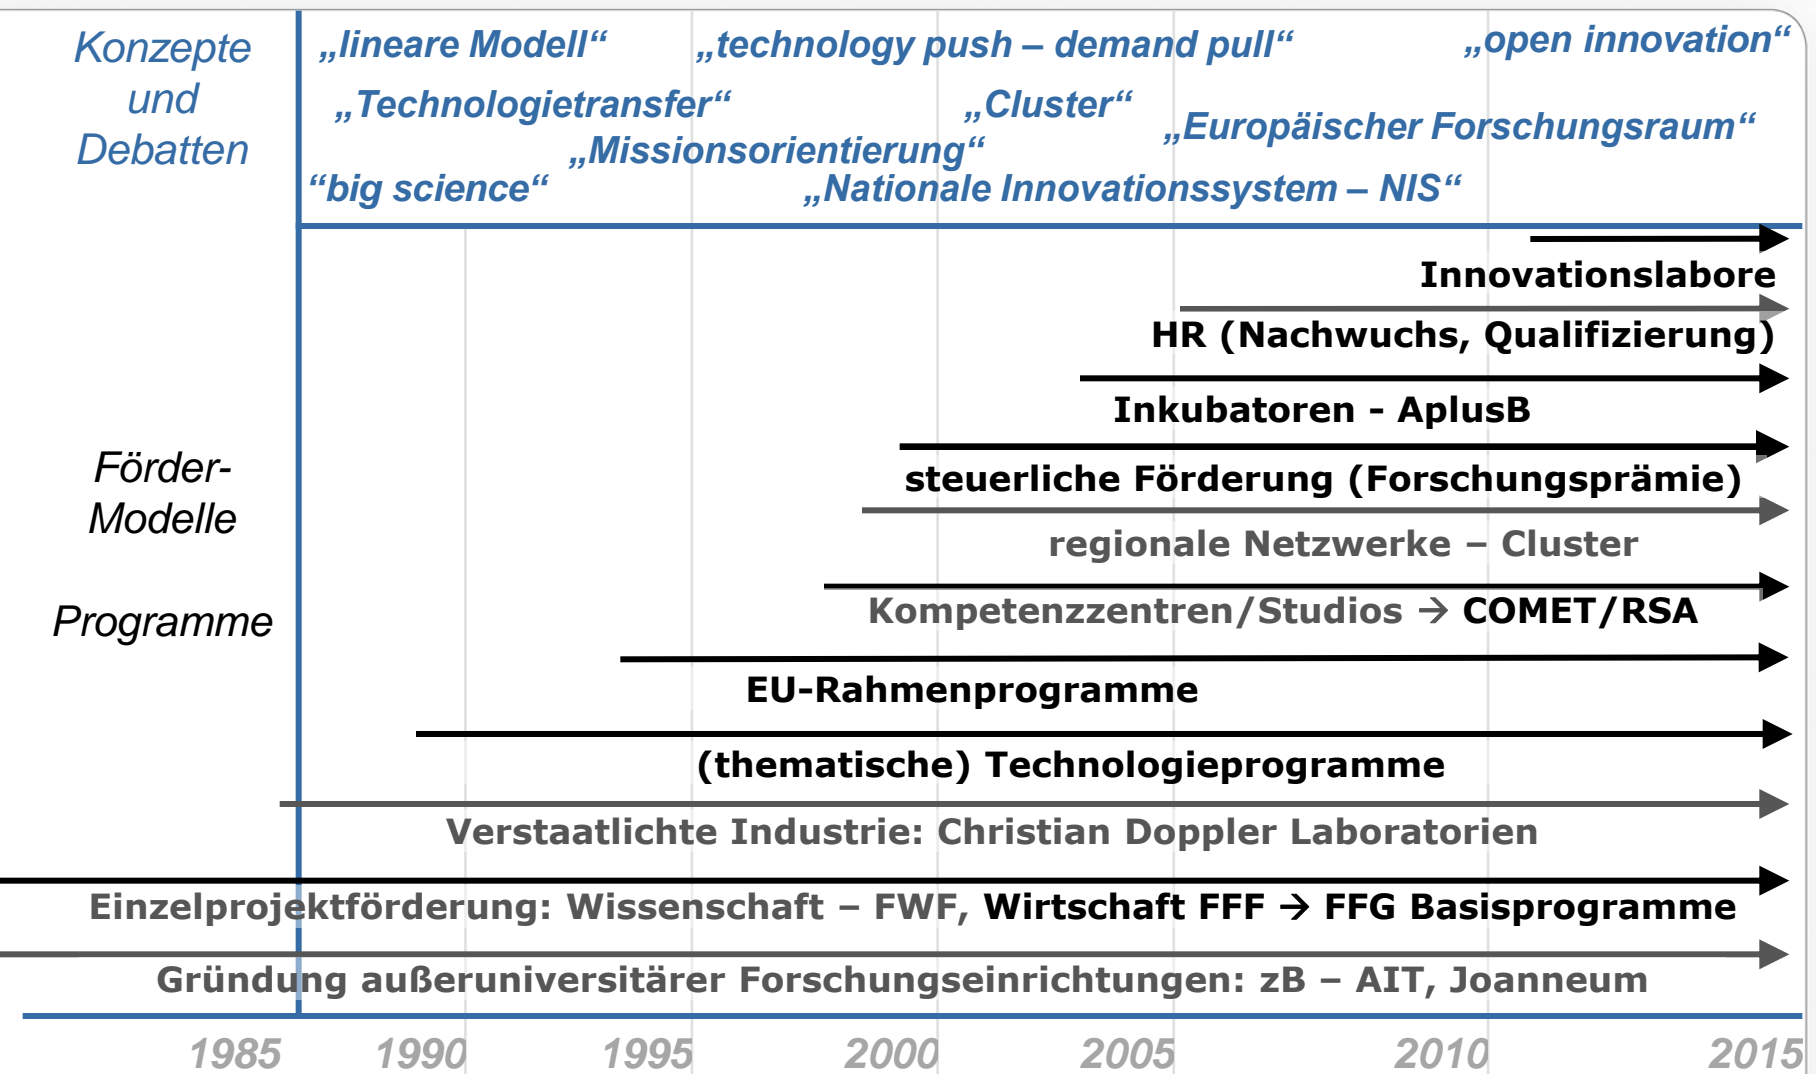 Konzepte
und
Debatten
„lineare Modell“
„technology push – demand pull“
„open innovation“
„Technologietransfer“
„Cluster“
„Europäischer Forschungsraum“
„Missionsorientierung“
“big science“
„Nationale Innovationssystem – NIS“
Förder-
Modelle
Programme
Innovationslabore
HR (Nachwuchs, Qualifizierung)
Inkubatoren - AplusB
steuerliche Förderung (Forschungsprämie)
regionale Netzwerke – Cluster
Kompetenzzentren/Studios → COMET/RSA
EU-Rahmenprogramme
(thematische) Technologieprogramme
Verstaatlichte Industrie: Christian Doppler Laboratorien
Einzelprojektförderung: Wissenschaft – FWF, Wirtschaft FFF → FFG Basisprogramme
Gründung außeruniversitärer Forschungseinrichtungen: zB – AIT, Joanneum
1985 1990 1995 2000 2005 2010 2015